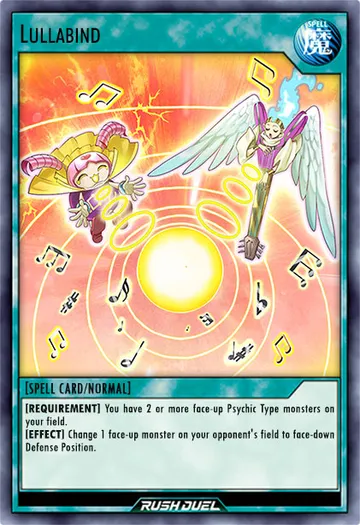 LULLABIND
SPELL
魔
[SPELL CARD/NORMAL]
[REQUIREMENT] You have 2 or more face-up Psychic Type monsters on
your field.
[EFFECT] Change 1 face-up monster on your opponent's field to face-down
Defense Position.
RUSH DUEL